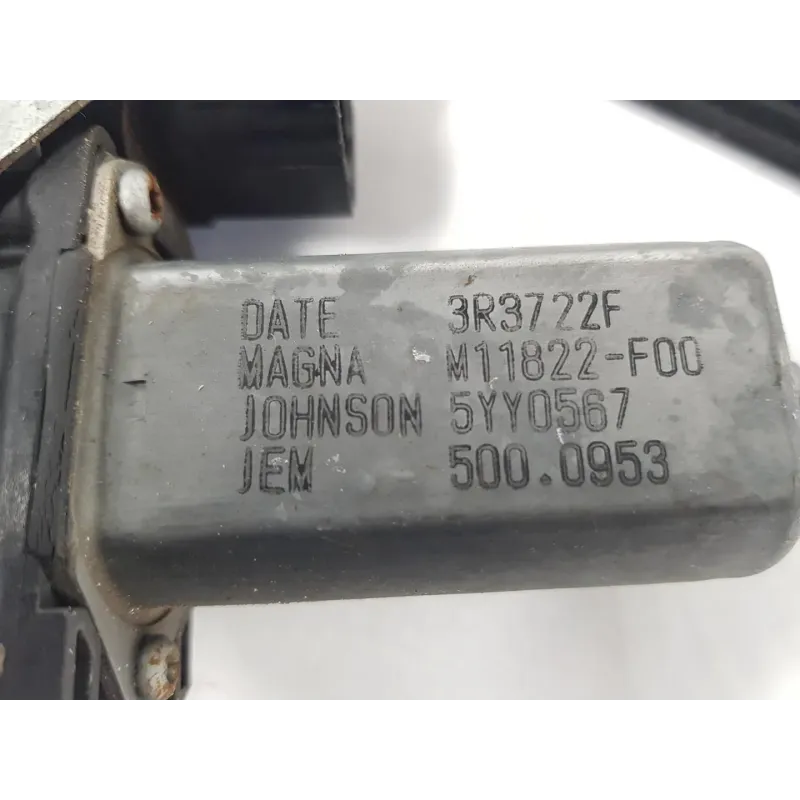 DATE 3R3722F
MAGNA M11822-F00
JOHNSON 5YY0567
JEM 500.0953